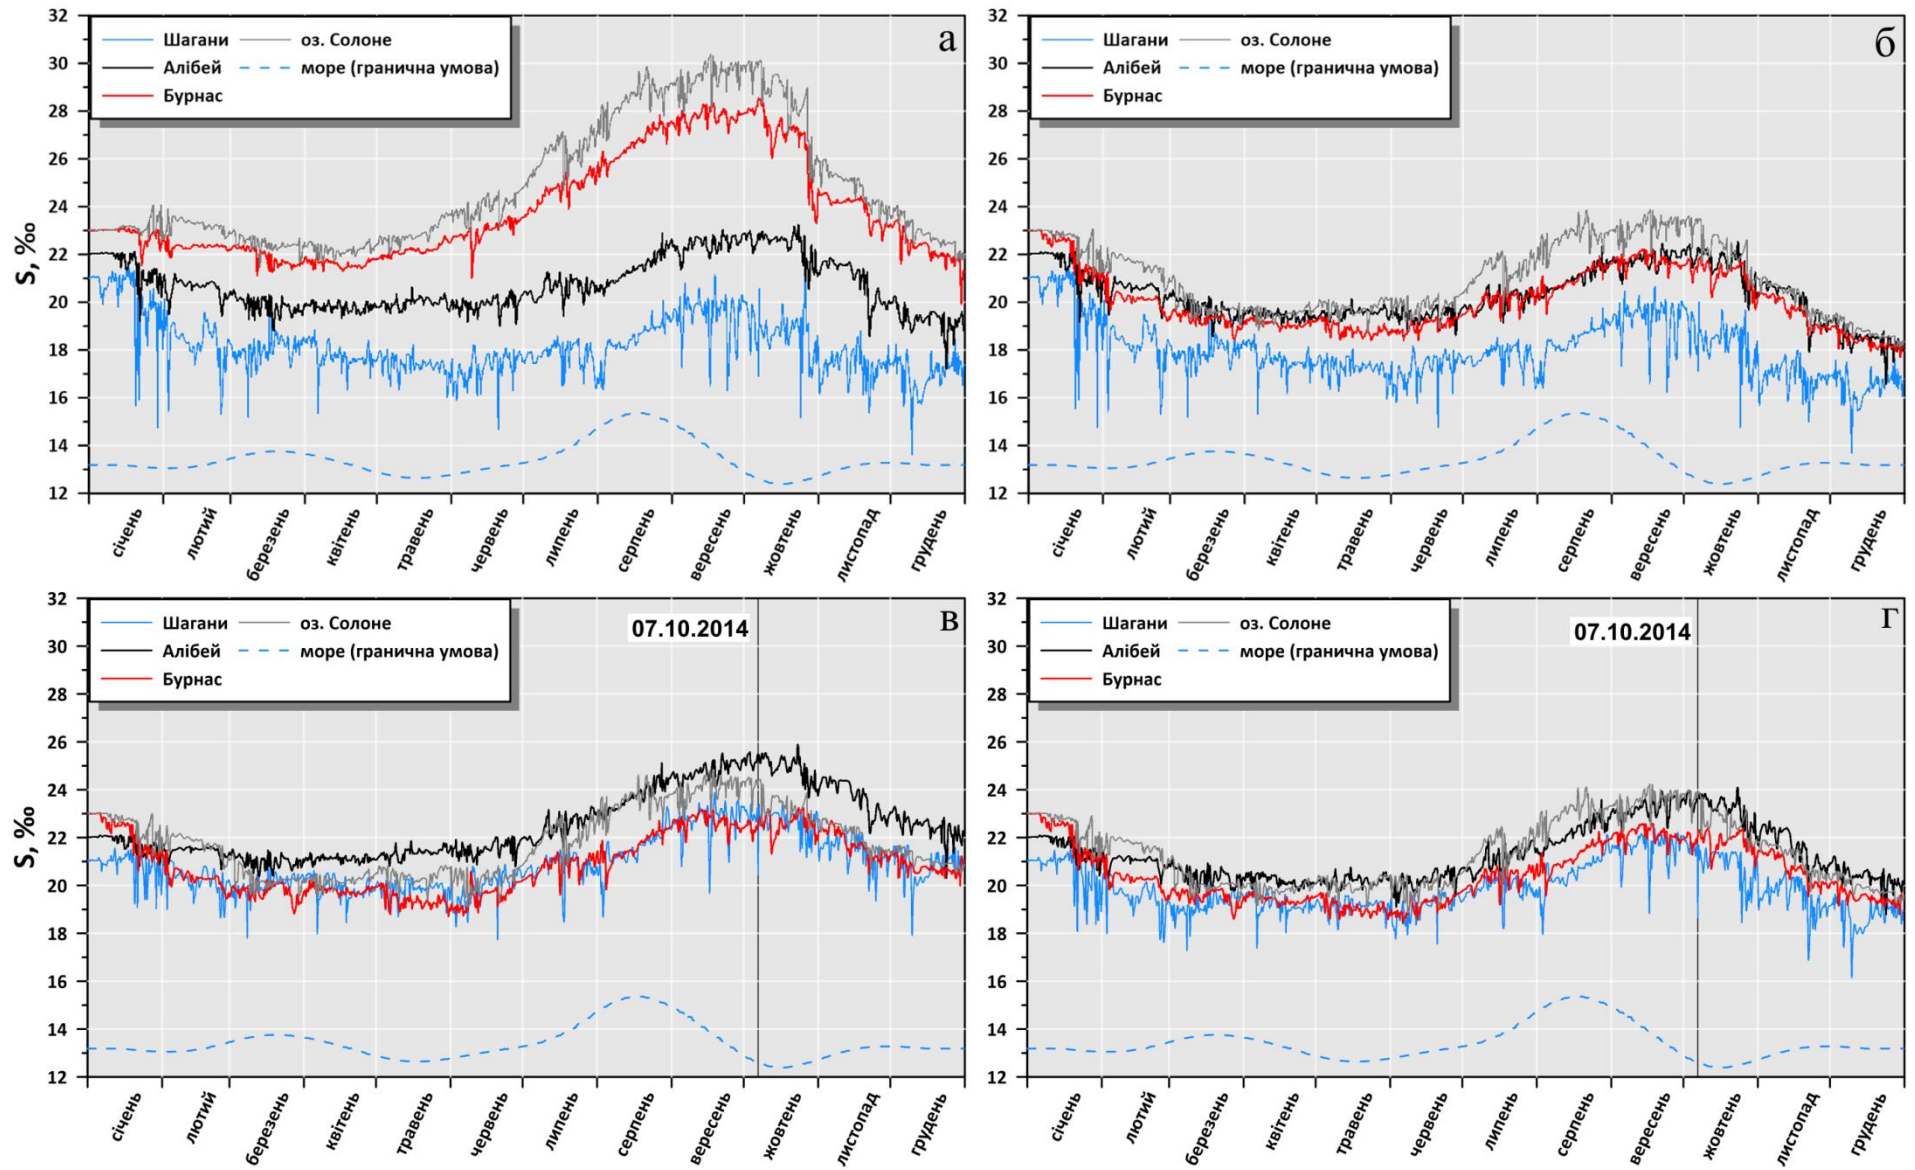 а
Шагани
оз. Солоне
Алібей
море (гранична умова)
Бурнас
S, ‰
32
30
28
26
24
22
20
18
16
14
12
січень
лютий
березень
квітень
травень
червень
липень
серпень
вересень
жовтень
листопад
грудень
б
Шагани
оз. Солоне
Алібей
море (гранична умова)
Бурнас
32
30
28
26
24
22
20
18
16
14
12
січень
лютий
березень
квітень
травень
червень
липень
серпень
вересень
жовтень
листопад
грудень
в
Шагани
оз. Солоне
Алібей
море (гранична умова)
Бурнас
07.10.2014
S, ‰
32
30
28
26
24
22
20
18
16
14
12
січень
лютий
березень
квітень
травень
червень
липень
серпень
вересень
жовтень
листопад
грудень
г
Шагани
оз. Солоне
Алібей
море (гранична умова)
Бурнас
07.10.2014
32
30
28
26
24
22
20
18
16
14
12
січень
лютий
березень
квітень
травень
червень
липень
серпень
вересень
жовтень
листопад
грудень